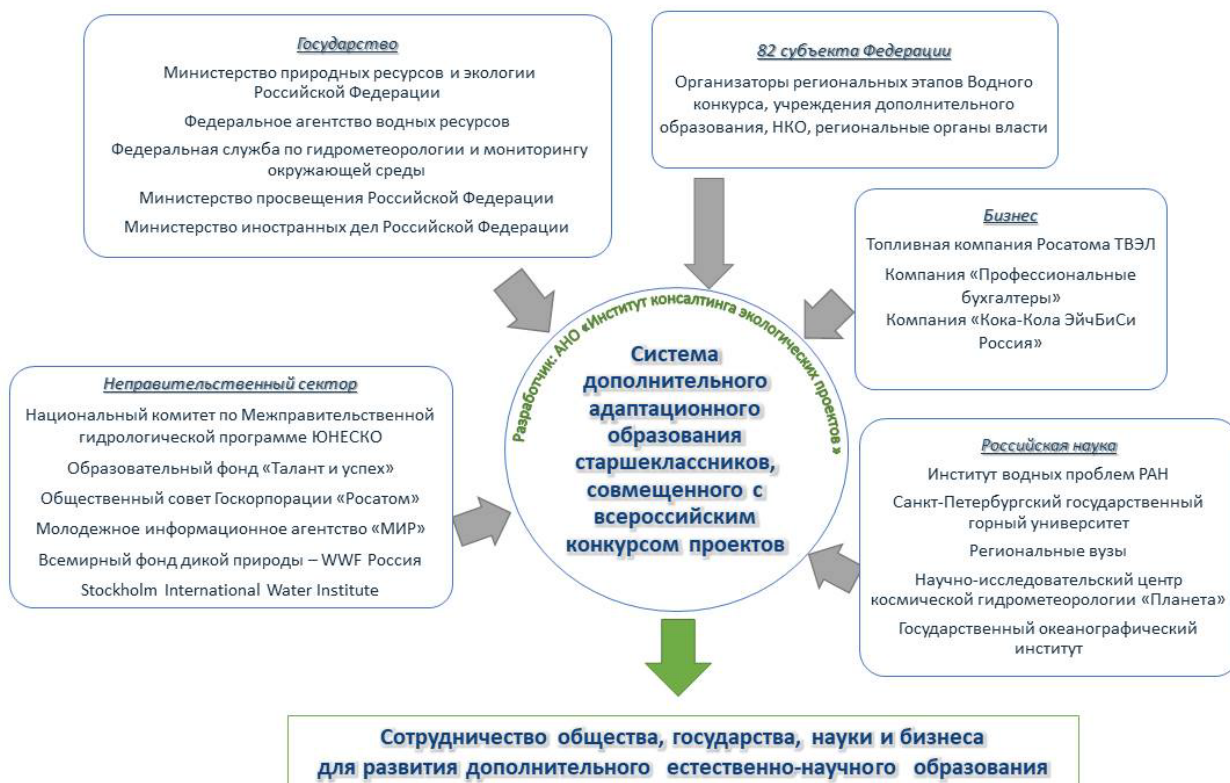 Государство
Министерство природных ресурсов и экологии
Российской Федерации
Федеральное агентство водных ресурсов
Федеральная служба по гидрометеорологии и мониторингу
окружающей среды
Министерство просвещения Российской Федерации
Министерство иностранных дел Российской Федерации
82 субъекта Федерации
Организаторы региональных этапов Водного
конкурса, учреждения дополнительного
образования, НКО, региональные органы власти
Бизнес
Топливная компания Росатома ТВЭЛ
Компания «Профессиональные
бухгалтеры»
Компания «Кока-Кола ЭйчБиСи
Россия»
Неправительственный сектор
Национальный комитет по Межправительственной
гидрологической программе ЮНЕСКО
Образовательный фонд «Талант и успех»
Общественный совет Госкорпорации «Росатом»
Молодежное информационное агентство «МИР»
Всемирный фонд дикой природы – WWF Россия
Stockholm International Water Institute
Разработчик: АНО «Институт консалтинга экологических проектов»
Система
дополнительного
адаптационного
образования
старшеклассников,
совмещенного с
всероссийским
конкурсом проектов
Российская наука
Институт водных проблем РАН
Санкт-Петербургский государственный
горный университет
Региональные вузы
Научно-исследовательский центр
космической гидрометеорологии «Планета»
Государственный океанографический
институт
Сотрудничество общества, государства, науки и бизнеса
для развития дополнительного естественно-научного образования